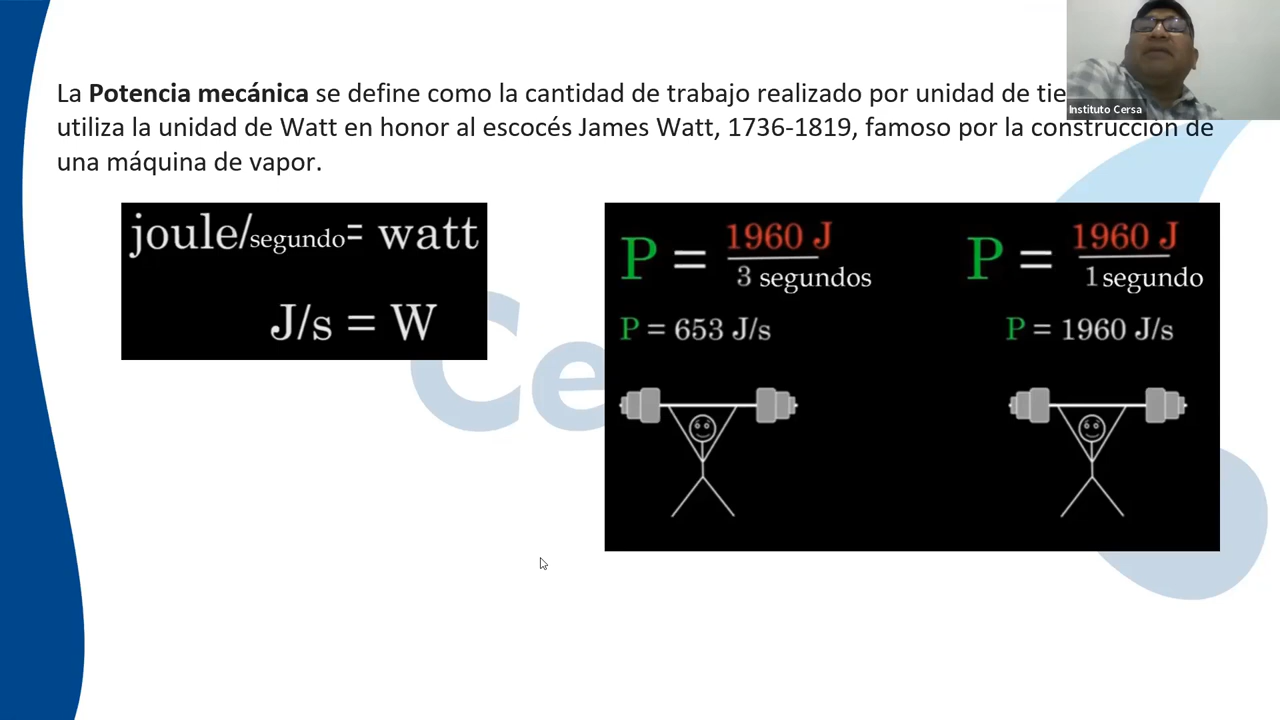 La Potencia mecánica se define como la cantidad de trabajo realizado por unidad de
utiliza la unidad de Watt en honor al escocés James Watt, 1736-1819, famoso por la construcción de
una máquina de vapor.
Instituto Cersa
joule/segundo= watt
J/s = W
P = 1960 J / 3 segundos
P = 653 J/s
P = 1960 J / 1 segundo
P = 1960 J/s
Ce